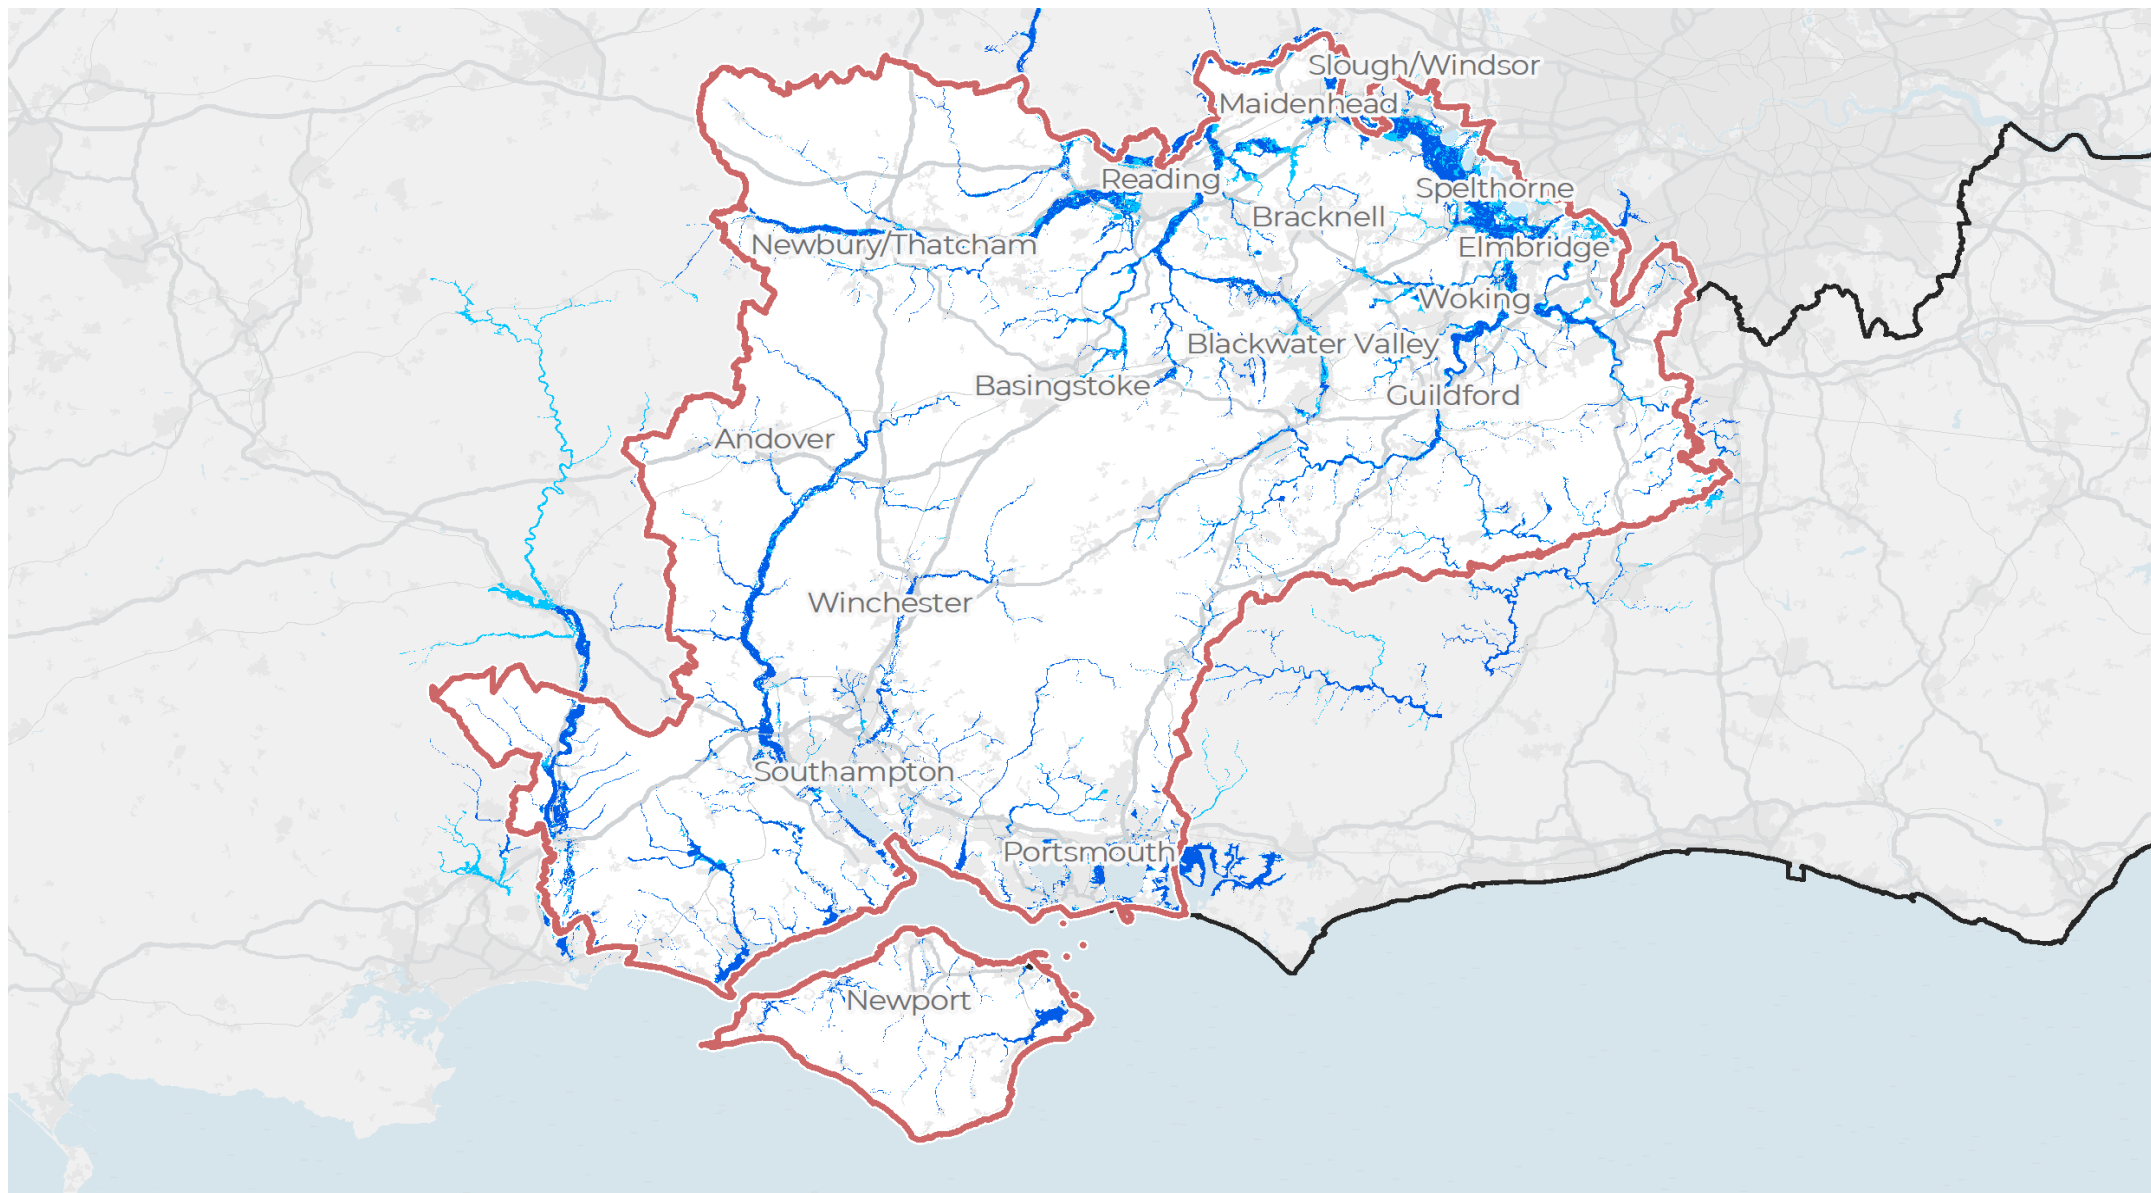 Slough/Windsor
Maidenhead
Reading
Spelthorne
Bracknell
Newbury/Thatcham
Elmbridge
Woking
Blackwater Valley
Basingstoke
Guildford
Andover
Winchester
Southampton
Portsmouth
Newport